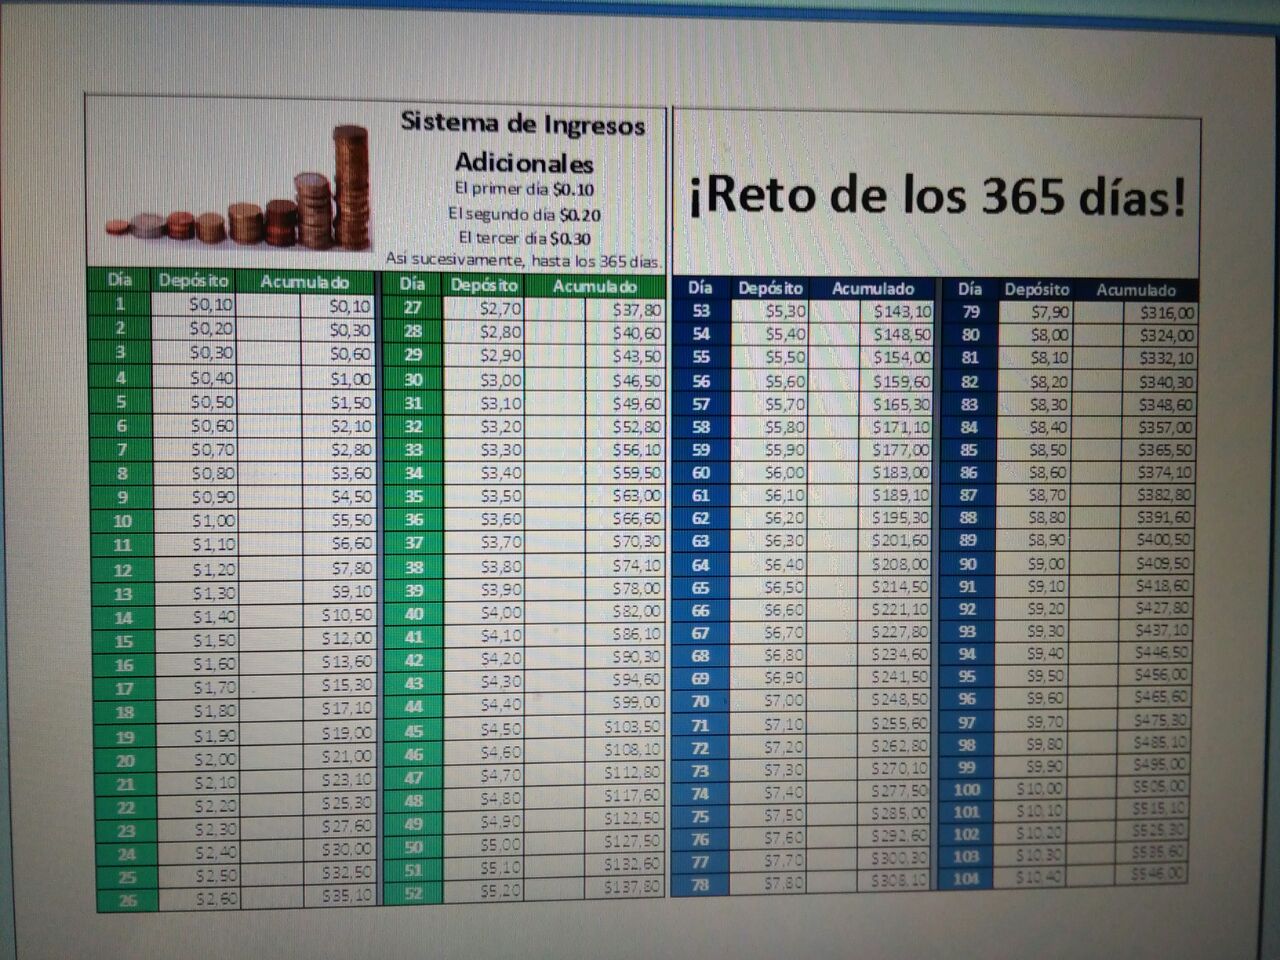 Sistema de Ingresos
Adicionales
El primer día $0.10
El segundo día $0.20
El tercer día $0.30
Así sucesivamente, hasta los 365 días.
¡Reto de los 365 días!
Día Depósito Acumulado Día Depósito Acumulado Día Depósito Acumulado Día Depósito Acumulado
1 $0,10 $0,10 27 $2,70 $37,80 53 $5,30 $143,10 79 $7,90 $316,00
2 $0,20 $0,30 28 $2,80 $40,60 54 $5,40 $148,50 80 $8,00 $324,00
3 $0,30 $0,60 29 $2,90 $43,50 55 $5,50 $154,00 81 $8,10 $332,10
4 $0,40 $1,00 30 $3,00 $46,50 56 $5,60 $159,60 82 $8,20 $340,30
5 $0,50 $1,50 31 $3,10 $49,60 57 $5,70 $165,30 83 $8,30 $348,60
6 $0,60 $2,10 32 $3,20 $52,80 58 $5,80 $171,10 84 $8,40 $357,00
7 $0,70 $2,80 33 $3,30 $56,10 59 $5,90 $177,00 85 $8,50 $365,50
8 $0,80 $3,60 34 $3,40 $59,50 60 $6,00 $183,00 86 $8,60 $374,10
9 $0,90 $4,50 35 $3,50 $63,00 61 $6,10 $189,10 87 $8,70 $382,80
10 $1,00 $5,50 36 $3,60 $66,60 62 $6,20 $195,30 88 $8,80 $391,60
11 $1,10 $6,60 37 $3,70 $70,30 63 $6,30 $201,60 89 $8,90 $400,50
12 $1,20 $7,80 38 $3,80 $74,10 64 $6,40 $208,00 90 $9,00 $409,50
13 $1,30 $9,10 39 $3,90 $78,00 65 $6,50 $214,50 91 $9,10 $418,60
14 $1,40 $10,50 40 $4,00 $82,00 66 $6,60 $221,10 92 $9,20 $427,80
15 $1,50 $12,00 41 $4,10 $86,10 67 $6,70 $227,80 93 $9,30 $437,10
16 $1,60 $13,60 42 $4,20 $90,30 68 $6,80 $234,60 94 $9,40 $446,50
17 $1,70 $15,30 43 $4,30 $94,60 69 $6,90 $241,50 95 $9,50 $456,00
18 $1,80 $17,10 44 $4,40 $99,00 70 $7,00 $248,50 96 $9,60 $465,60
19 $1,90 $19,00 45 $4,50 $103,50 71 $7,10 $255,60 97 $9,70 $475,30
20 $2,00 $21,00 46 $4,60 $108,10 72 $7,20 $262,80 98 $9,80 $485,10
21 $2,10 $23,10 47 $4,70 $112,80 73 $7,30 $270,10 99 $9,90 $495,00
22 $2,20 $25,30 48 $4,80 $117,60 74 $7,40 $277,50 100 $10,00 $505,00
23 $2,30 $27,60 49 $4,90 $122,50 75 $7,50 $285,00 101 $10,10 $515,10
24 $2,40 $30,00 50 $5,00 $127,50 76 $7,60 $292,60 102 $10,20 $525,30
25 $2,50 $32,50 51 $5,10 $132,60 77 $7,70 $300,30 103 $10,30 $535,60
26 $2,60 $35,10 52 $5,20 $137,80 78 $7,80 $308,10 104 $10,40 $546,00